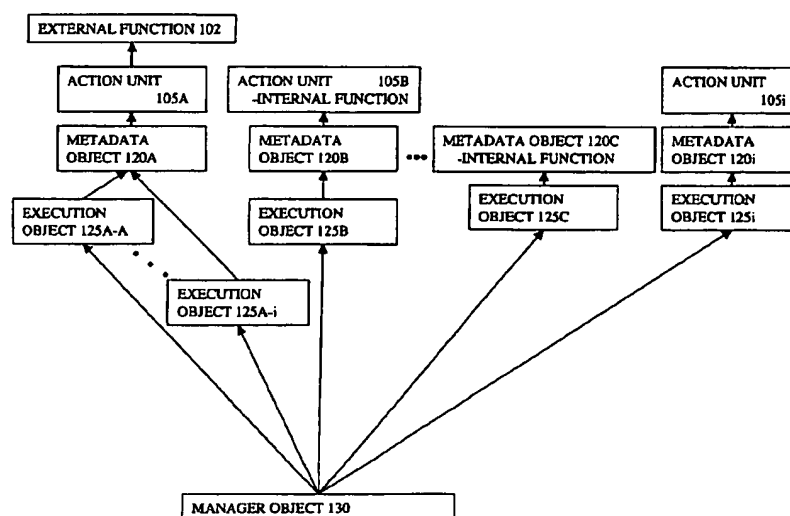 EXTERNAL FUNCTION 102
ACTION UNIT
105A
ACTION UNIT 105B
-INTERNAL FUNCTION
ACTION UNIT
105i
METADATA
OBJECT 120A
METADATA
OBJECT 120B
METADATA OBJECT 120C
-INTERNAL FUNCTION
METADATA
OBJECT 120i
EXECUTION
OBJECT 125A-A
EXECUTION
OBJECT 125B
EXECUTION
OBJECT 125C
EXECUTION
OBJECT 125i
EXECUTION
OBJECT 125A-i
MANAGER OBJECT 130